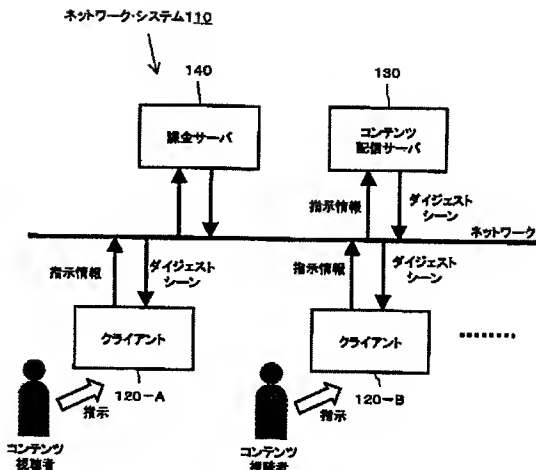 ネットワーク・システム110
140
130
課金サーバ
コンテンツ
配信サーバ
指示情報
ダイジェスト
シーン
ネットワーク
指示情報
ダイジェスト
シーン
指示情報
ダイジェスト
シーン
クライアント
クライアント
指示
120-A
指示
120-B
コンテンツ
視聴者
コンテンツ
視聴者